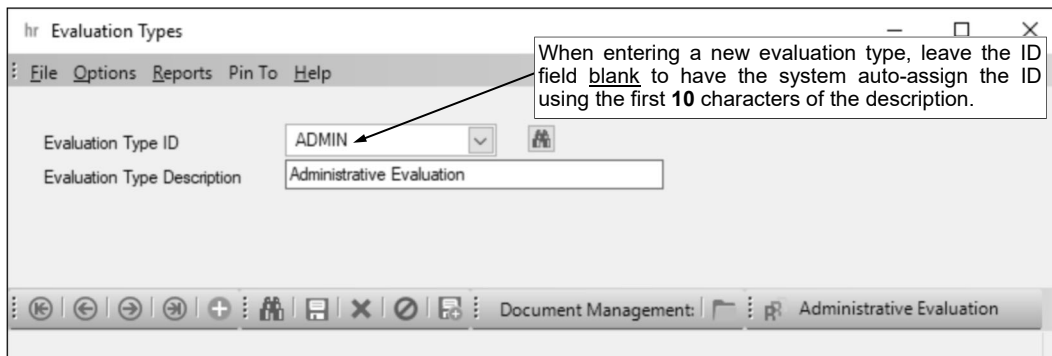 hr Evaluation Types
When entering a new evaluation type, leave the ID
field blank to have the system auto-assign the ID
using the first 10 characters of the description.
File Options Reports Pin To Help
Evaluation Type ID ADMIN
Evaluation Type Description Administrative Evaluation
Document Management: Administrative Evaluation